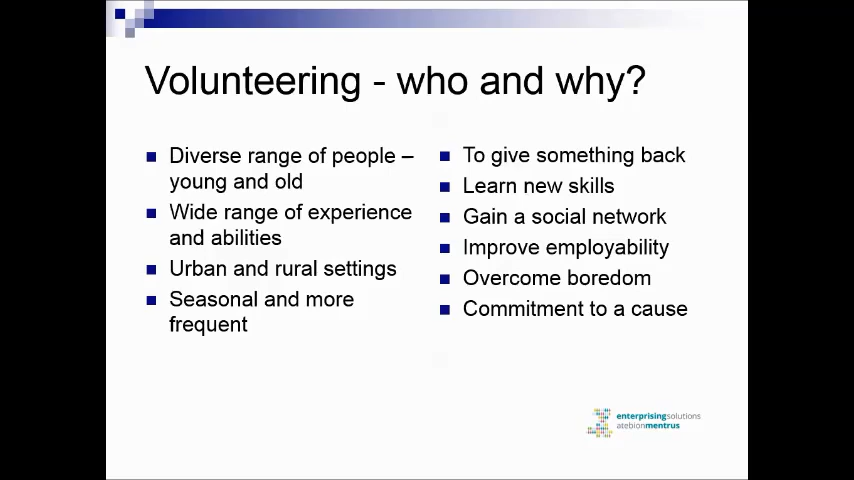 Volunteering - who and why?
Diverse range of people –
young and old
Wide range of experience
and abilities
Urban and rural settings
Seasonal and more
frequent
To give something back
Learn new skills
Gain a social network
Improve employability
Overcome boredom
Commitment to a cause
enterprisingsolutions
atebionmentrus